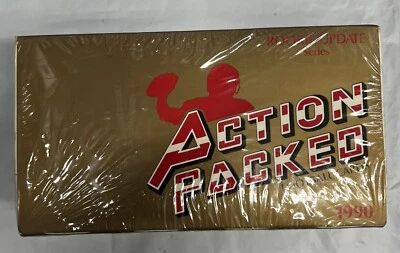 ROOKIE/UPDATE
series
ACTION
PACKED
1990